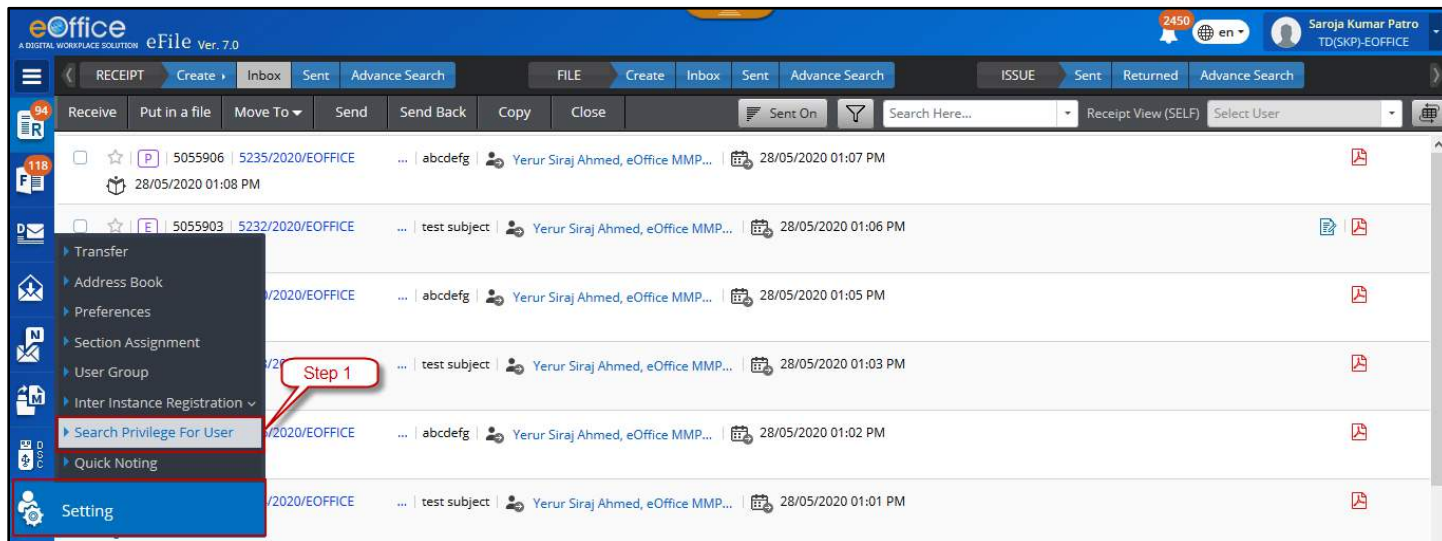 eOffice
A DIGITAL WORKPLACE SOLUTION eFile Ver. 7.0
2450 en Saroja Kumar Patro
TD(SKP)-EOFFICE
RECEIPT Create Inbox Sent Advance Search FILE Create Inbox Sent Advance Search ISSUE Sent Returned Advance Search
94 R
Receive Put in a file Move To Send Send Back Copy Close Sent On Search Here... Receipt View (SELF) Select User
118 F
P 5055906 5235/2020/EOFFICE ... abcdefg Yerur Siraj Ahmed, eOffice MMP... 28/05/2020 01:07 PM
28/05/2020 01:08 PM
D
E 5055903 5232/2020/EOFFICE ... test subject Yerur Siraj Ahmed, eOffice MMP... 28/05/2020 01:06 PM
Transfer
Address Book
/2020/EOFFICE ... abcdefg Yerur Siraj Ahmed, eOffice MMP... 28/05/2020 01:05 PM
Preferences
N
Section Assignment
User Group
Step 1
... test subject Yerur Siraj Ahmed, eOffice MMP... 28/05/2020 01:03 PM
M
Inter Instance Registration
Search Privilege For User
/2020/EOFFICE ... abcdefg Yerur Siraj Ahmed, eOffice MMP... 28/05/2020 01:02 PM
DSC
Quick Noting
Setting
/2020/EOFFICE ... test subject Yerur Siraj Ahmed, eOffice MMP... 28/05/2020 01:01 PM